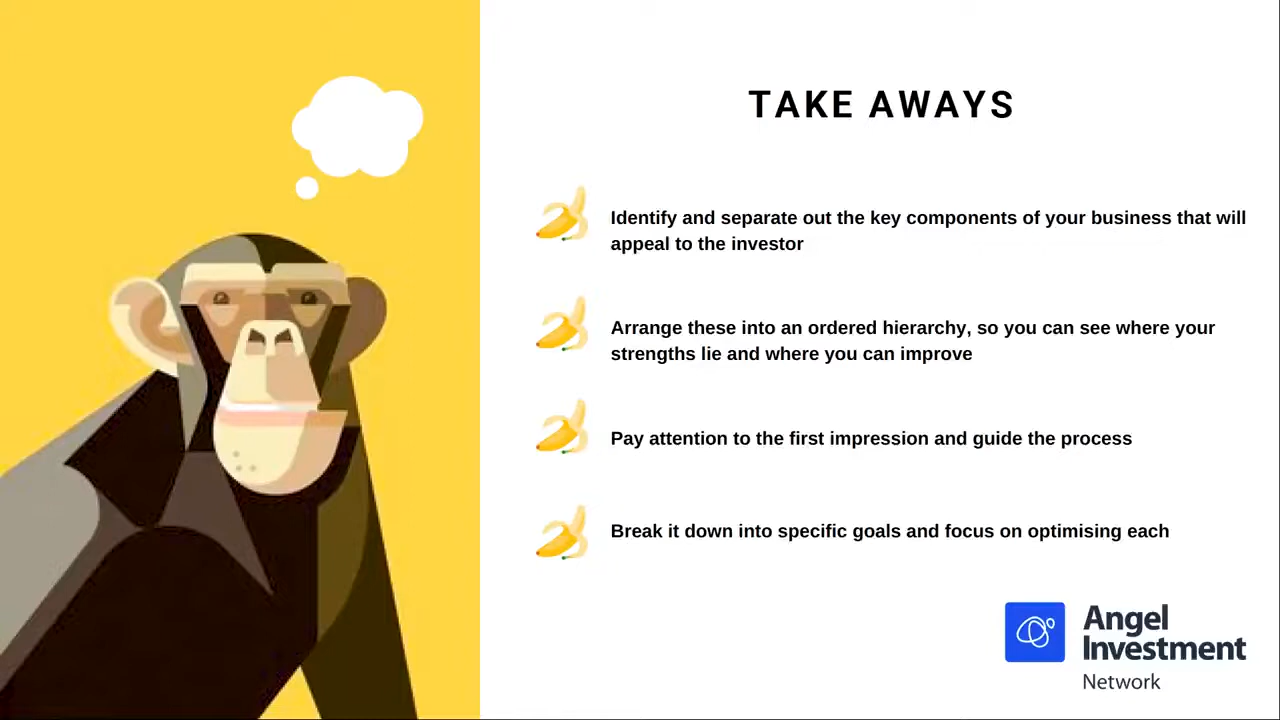 TAKE AWAYS
Identify and separate out the key components of your business that will
appeal to the investor
Arrange these into an ordered hierarchy, so you can see where your
strengths lie and where you can improve
Pay attention to the first impression and guide the process
Break it down into specific goals and focus on optimising each
Angel
Investment
Network